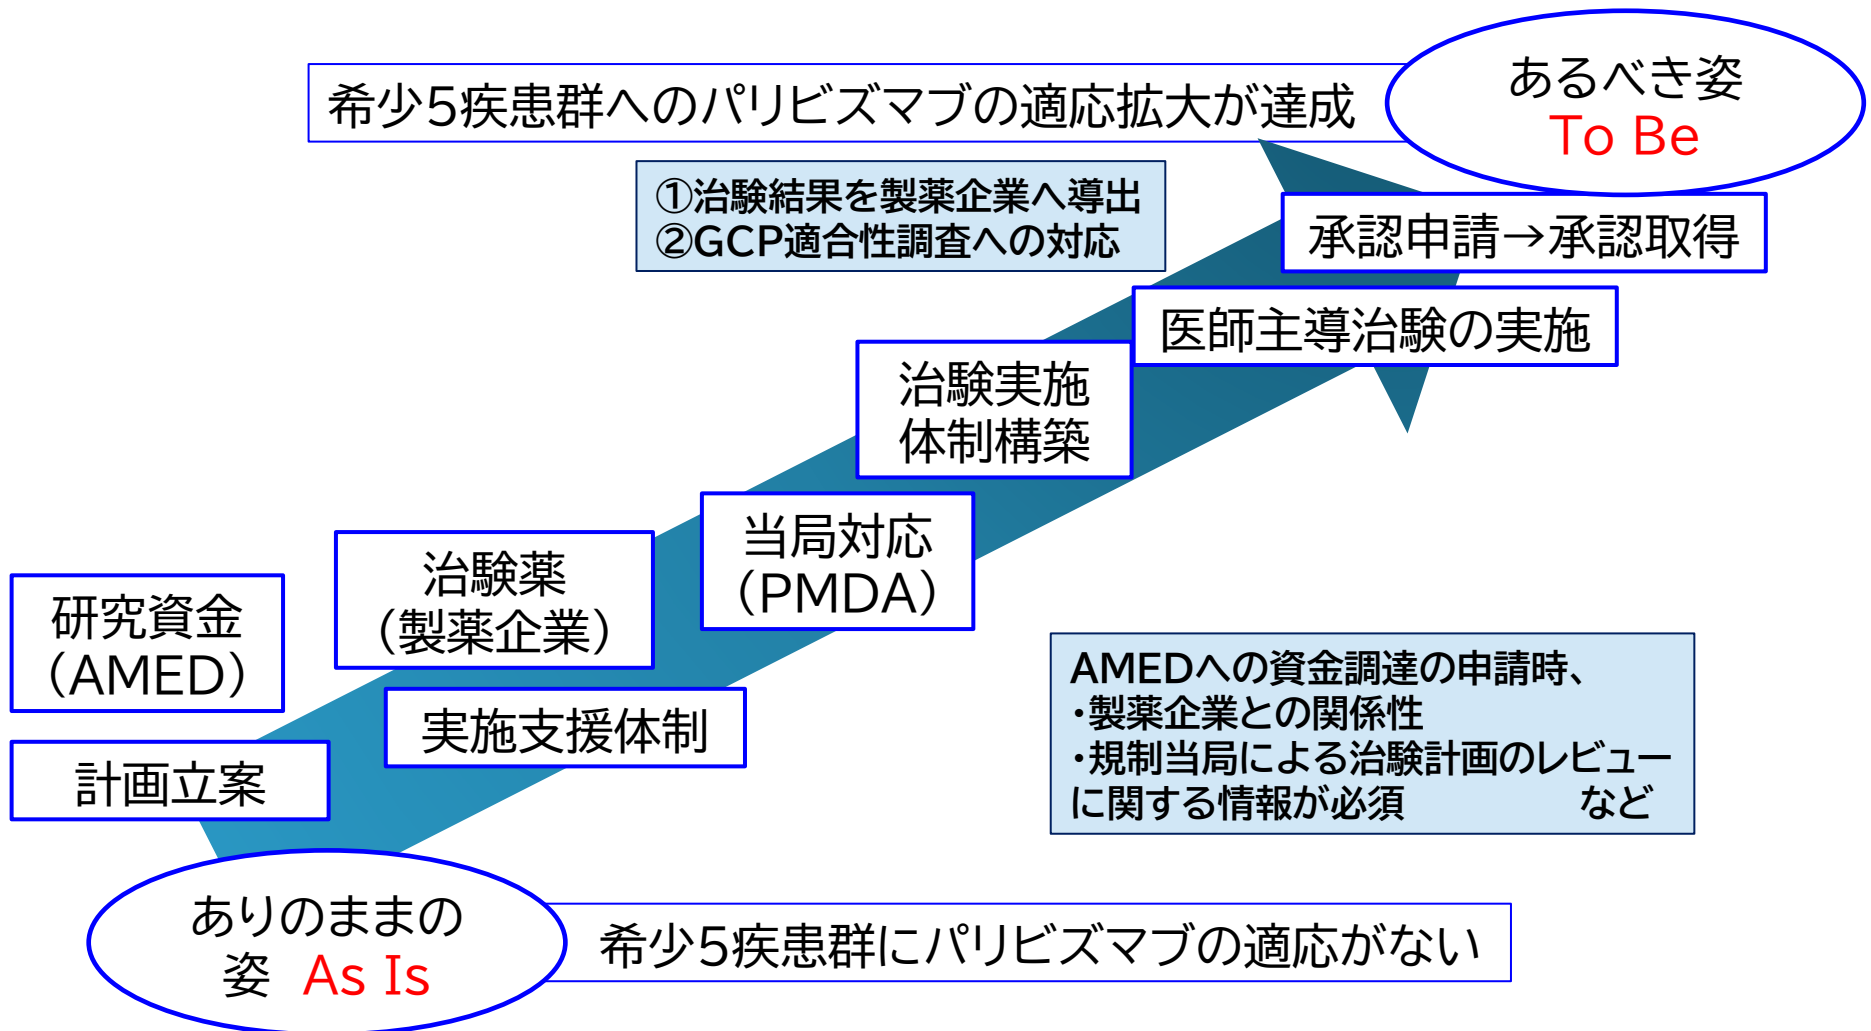 あるべき姿
To Be
希少5疾患群へのパリビズマブの適応拡大が達成
①治験結果を製薬企業へ導出
②GCP適合性調査への対応
承認申請→承認取得
医師主導治験の実施
治験実施
体制構築
当局対応
（PMDA）
治験薬
（製薬企業）
研究資金
（AMED）
実施支援体制
計画立案
AMEDへの資金調達の申請時、
・製薬企業との関係性
・規制当局による治験計画のレビュー
に関する情報が必須　　　　　など
ありのままの
姿 As Is
希少5疾患群にパリビズマブの適応がない